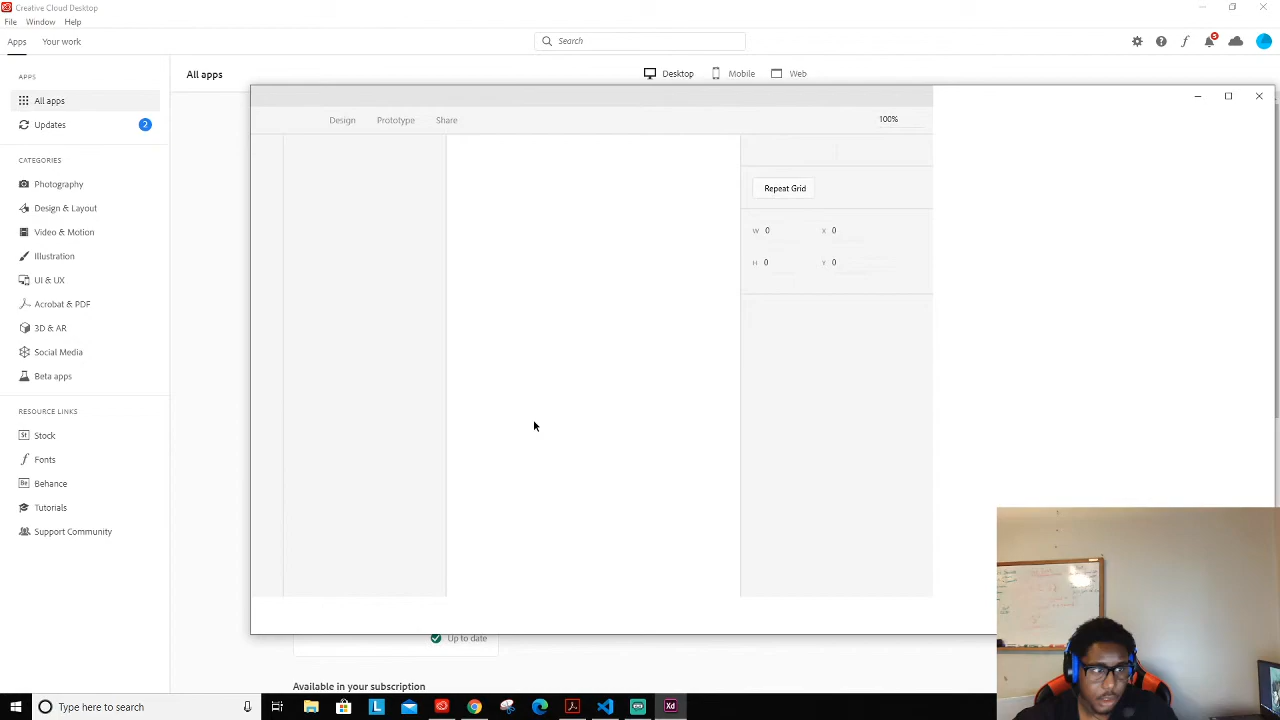 Creative Cloud Desktop
File Window Help
Apps Your work
Search
5
APPS
All apps
Updates 2
CATEGORIES
Photography
Design & Layout
Video & Motion
Illustration
UI & UX
Acrobat & PDF
3D & AR
Social Media
Beta apps
RESOURCE LINKS
Stock
Fonts
Behance
Tutorials
Support Community
All apps
Desktop Mobile Web
Design Prototype Share
100%
Repeat Grid
W 0 X 0
H 0 Y 0
Up to date
Available in your subscription
Type here to search
L
Xd